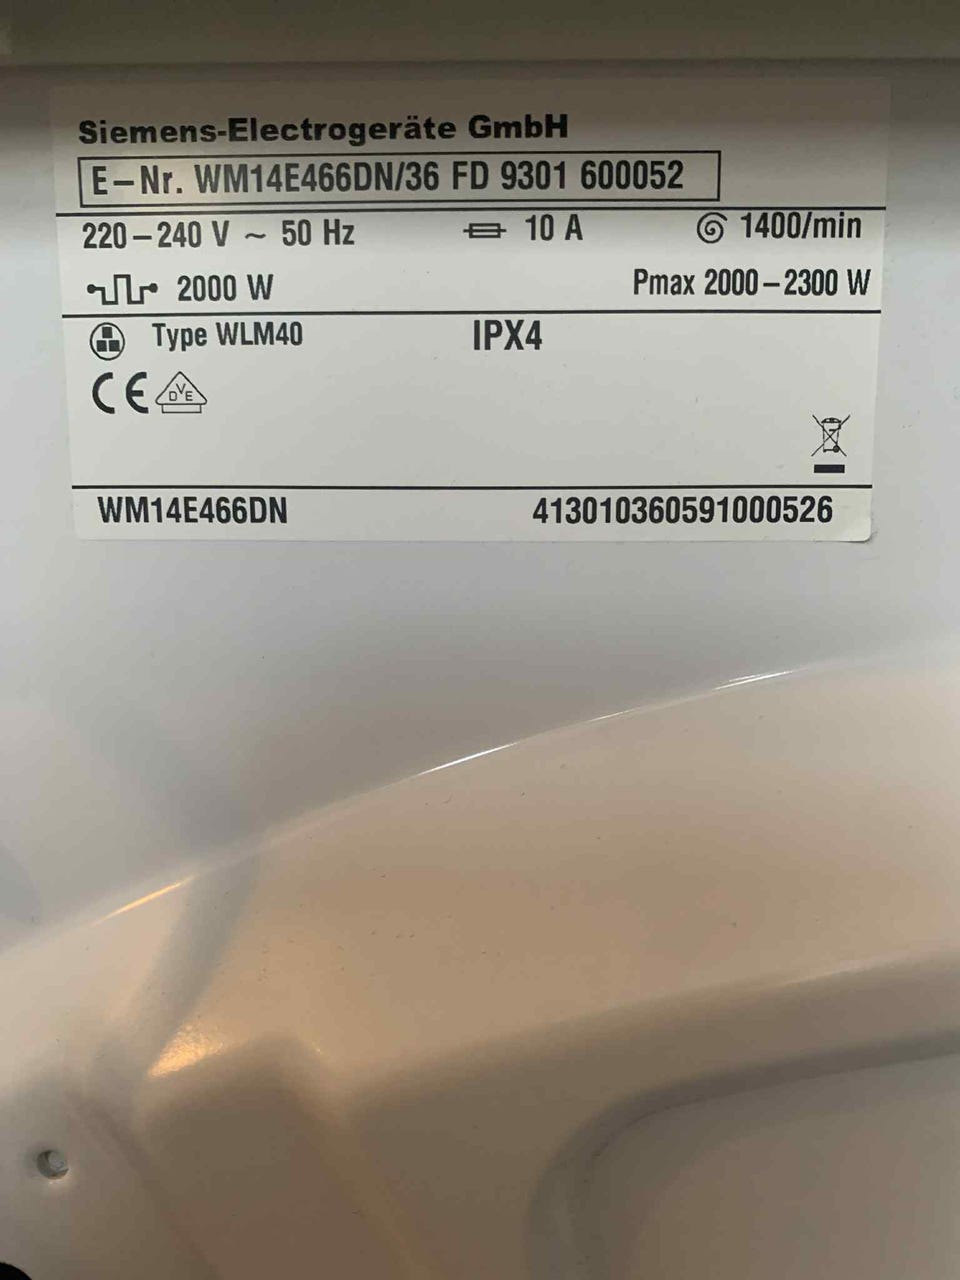 Siemens-Electrogeräte GmbH
E-Nr. WM14E466DN/36 FD 9301 600052
220-240 V ~ 50 Hz 10 A 1400/min
2000 W Pmax 2000-2300 W
Type WLM40 IPX4
CE DVE
WM14E466DN 413010360591000526